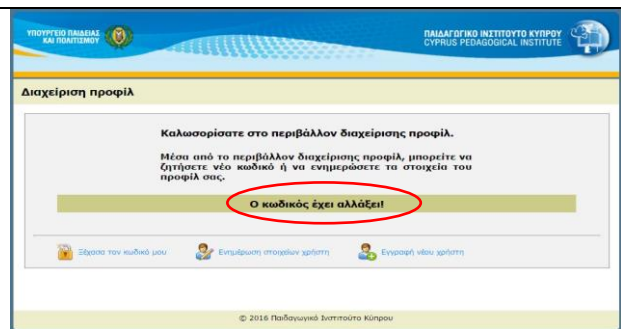 ΥΠΟΥΡΓΕΙΟ ΠΑΙΔΕΙΑΣ
ΚΑΙ ΠΟΛΙΤΙΣΜΟΥ
ΠΑΙΔΑΓΩΓΙΚΟ ΙΝΣΤΙΤΟΥΤΟ ΚΥΠΡΟΥ
CYPRUS PEDAGOGICAL INSTITUTE
Διαχείριση προφίλ
Καλωσορίσατε στο περιβάλλον διαχείρισης προφίλ.
Μέσα από το περιβάλλον διαχείρισης προφίλ, μπορείτε να
ζητήσετε νέο κωδικό ή να ενημερώσετε τα στοιχεία του
προφίλ σας.
Ο κωδικός έχει αλλάξει!
Ξέχασα τον κωδικό μου
Ενημέρωση στοιχείων χρήστη
Εγγραφή νέου χρήστη
© 2016 Παιδαγωγικό Ινστιτούτο Κύπρου